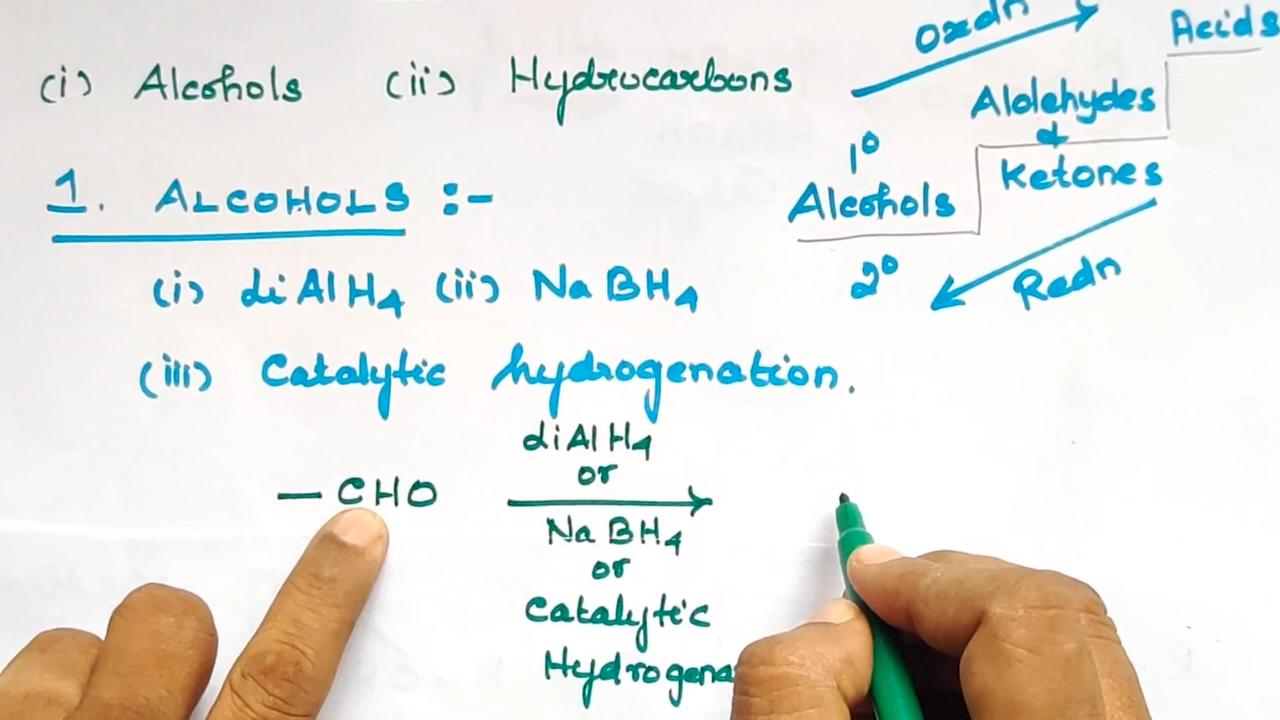 (i) Alcohols (ii) Hydrocarbons
Oxdn
Acids
Aldehydes
&
Ketones
1°
Alcohols
2°
Redn
1. ALCOHOLS :-
(i) LiAlH4 (ii) NaBH4
(iii) Catalytic hydrogenation.
— CHO
LiAlH4
or
NaBH4
or
Catalytic
Hydrogena